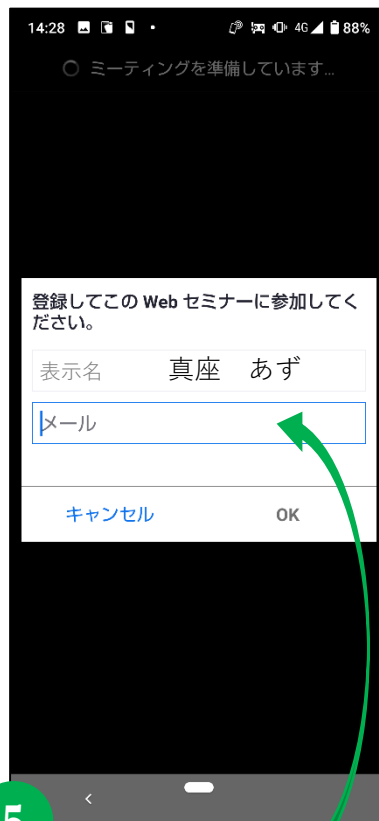 14:28 4G 88%
ミーティングを準備しています...
登録してこの Web セミナーに参加してく
ださい。
表示名 真座 あず
メール
キャンセル OK
5